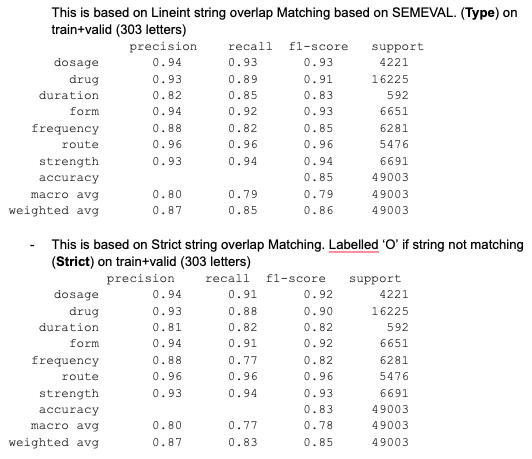 This is based on Lineint string overlap Matching based on SEMEVAL. (Type) on
train+valid (303 letters)
precision recall f1-score support
dosage 0.94 0.93 0.93 4221
drug 0.93 0.89 0.91 16225
duration 0.82 0.85 0.83 592
form 0.94 0.92 0.93 6651
frequency 0.88 0.82 0.85 6281
route 0.96 0.96 0.96 5476
strength 0.93 0.94 0.94 6691
accuracy 0.85 49003
macro avg 0.80 0.79 0.79 49003
weighted avg 0.87 0.85 0.86 49003
- This is based on Strict string overlap Matching. Labelled ‘O’ if string not matching
(Strict) on train+valid (303 letters)
precision recall f1-score support
dosage 0.94 0.91 0.92 4221
drug 0.93 0.88 0.90 16225
duration 0.81 0.82 0.82 592
form 0.94 0.91 0.92 6651
frequency 0.88 0.77 0.82 6281
route 0.96 0.96 0.96 5476
strength 0.93 0.94 0.93 6691
accuracy 0.83 49003
macro avg 0.80 0.77 0.78 49003
weighted avg 0.87 0.83 0.85 49003